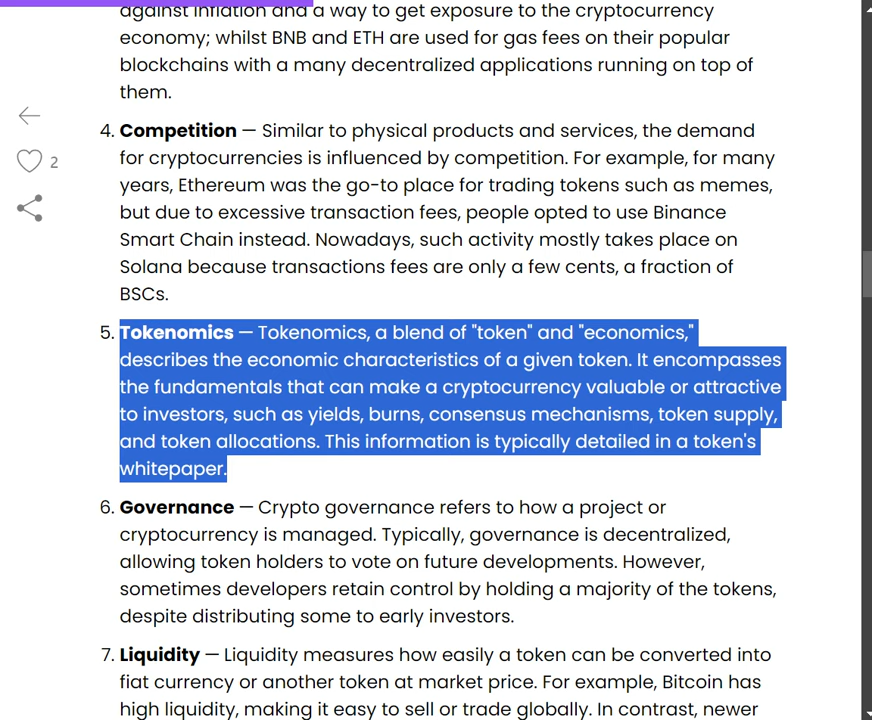 against inflation and a way to get exposure to the cryptocurrency
economy; whilst BNB and ETH are used for gas fees on their popular
blockchains with a many decentralized applications running on top of
them.
4. Competition — Similar to physical products and services, the demand
for cryptocurrencies is influenced by competition. For example, for many
years, Ethereum was the go-to place for trading tokens such as memes,
but due to excessive transaction fees, people opted to use Binance
Smart Chain instead. Nowadays, such activity mostly takes place on
Solana because transactions fees are only a few cents, a fraction of
BSCs.
2
5. Tokenomics — Tokenomics, a blend of "token" and "economics,"
describes the economic characteristics of a given token. It encompasses
the fundamentals that can make a cryptocurrency valuable or attractive
to investors, such as yields, burns, consensus mechanisms, token supply,
and token allocations. This information is typically detailed in a token's
whitepaper.
6. Governance — Crypto governance refers to how a project or
cryptocurrency is managed. Typically, governance is decentralized,
allowing token holders to vote on future developments. However,
sometimes developers retain control by holding a majority of the tokens,
despite distributing some to early investors.
7. Liquidity — Liquidity measures how easily a token can be converted into
fiat currency or another token at market price. For example, Bitcoin has
high liquidity, making it easy to sell or trade globally. In contrast, newer